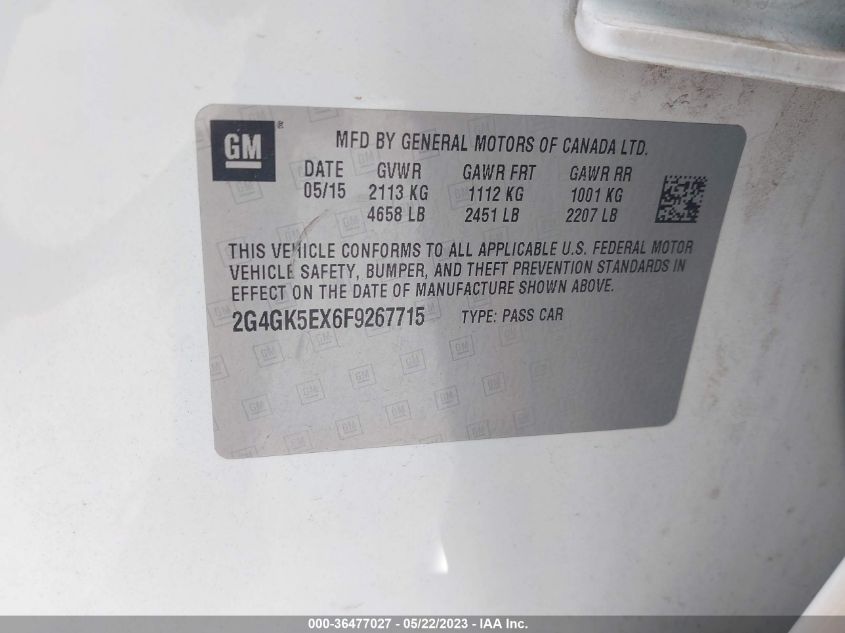 GM ®
MFD BY GENERAL MOTORS OF CANADA LTD.
DATE GVWR GAWR FRT GAWR RR
05/15 2113 KG 1112 KG 1001 KG
4658 LB 2451 LB 2207 LB
THIS VEHICLE CONFORMS TO ALL APPLICABLE U.S. FEDERAL MOTOR
VEHICLE SAFETY, BUMPER, AND THEFT PREVENTION STANDARDS IN
EFFECT ON THE DATE OF MANUFACTURE SHOWN ABOVE.
2G4GK5EX6F9267715 TYPE: PASS CAR
000-36477027 - 05/22/2023 - IAA Inc.